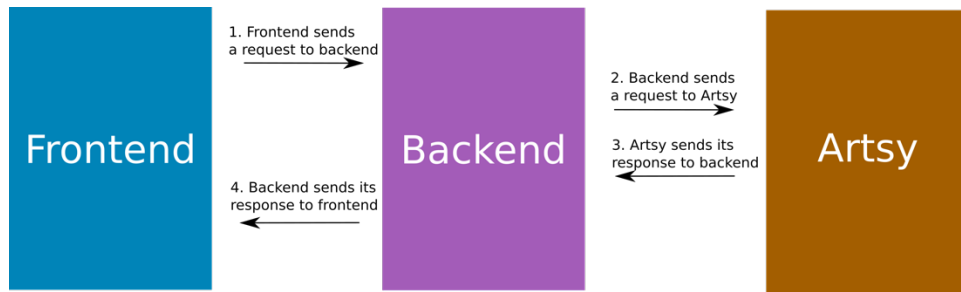 1. Frontend sends
a request to backend
2. Backend sends
a request to Artsy
Frontend
Backend
Artsy
3. Artsy sends its
response to backend
4. Backend sends its
response to frontend